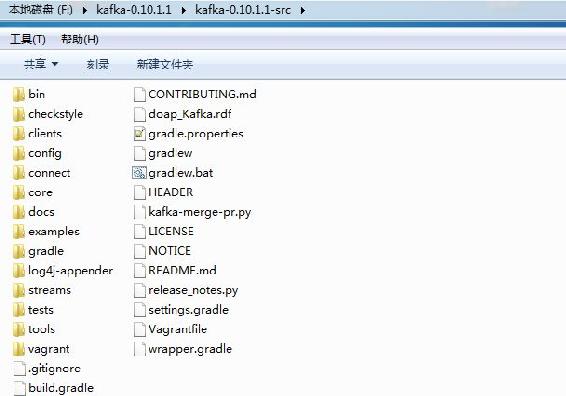 本地磁盘 (F:) ▸ kafka-0.10.1.1 ▸ kafka-0.10.1.1-src ▸
工具(T) 帮助(H)
共享 ▼ 刻录 新建文件夹
bin
checkstyle
clients
config
connect
core
docs
examples
gradle
log4j-appender
streams
tests
tools
vagrant
.gitignore
build.gradle
CONTRIBUTING.md
doap_Kafka.rdf
gradle.properties
gradlew
gradlew.bat
HEADER
kafka-merge-pr.py
LICENSE
NOTICE
README.md
release_notes.py
settings.gradle
Vagrantfile
wrapper.gradle